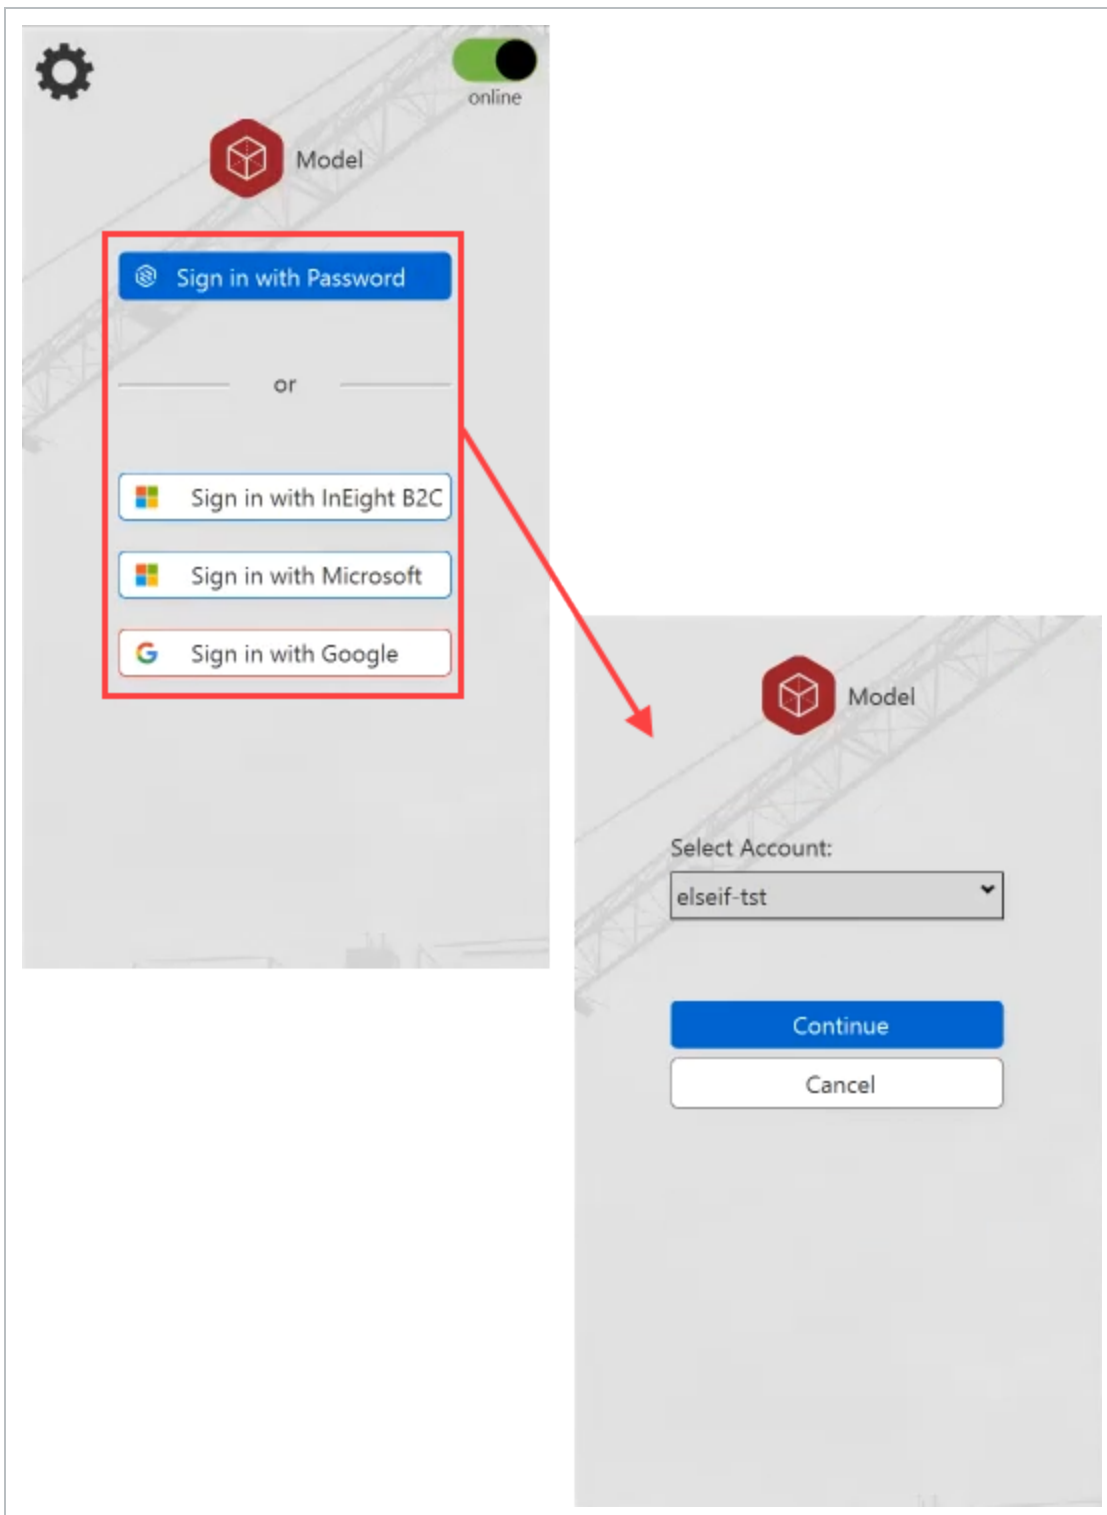 online
Model
Sign in with Password
or
Sign in with InEight B2C
Sign in with Microsoft
Sign in with Google
Model
Select Account:
elseif-tst
Continue
Cancel